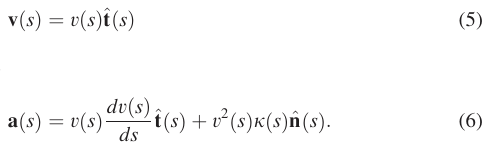 v(s) = v(s)t̂(s) (5)
a(s) = v(s) dv(s)/ds t̂(s) + v²(s)κ(s)n̂(s). (6)